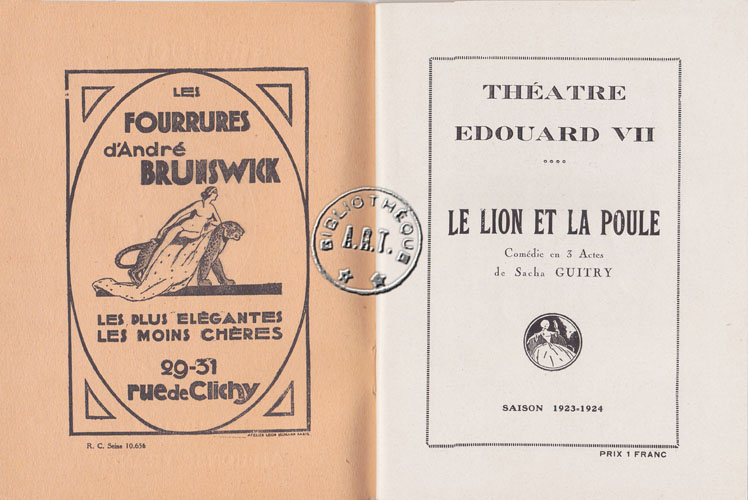 LES
FOURRURES
d'André
BRUNSWICK
LES PLUS ELÉGANTES
LES MOINS CHÈRES
29-31
rue de Clichy
R. C. Seine 10.636
BIBLIOTHÈQUE
A.R.T.
THÉATRE
EDOUARD VII
LE LION ET LA POULE
Comédie en 3 Actes
de Sacha GUITRY
SAISON 1923-1924
PRIX 1 FRANC